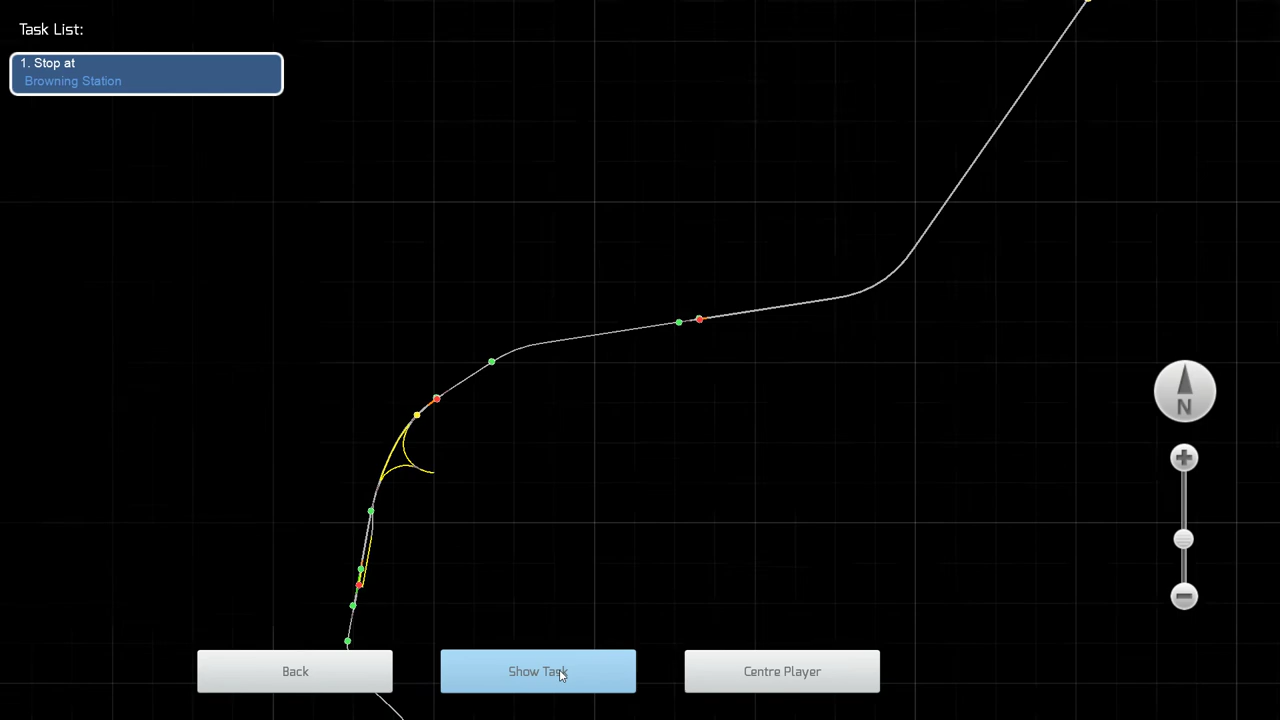 Task List:
1. Stop at
Browning Station
N
Back
Show Task
Centre Player